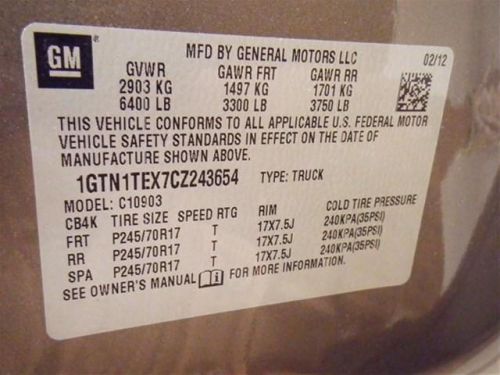 GM
MFD BY GENERAL MOTORS LLC 02/12
GVWR GAWR FRT GAWR RR
2903 KG 1497 KG 1701 KG
6400 LB 3300 LB 3750 LB
THIS VEHICLE CONFORMS TO ALL APPLICABLE U.S. FEDERAL MOTOR
VEHICLE SAFETY STANDARDS IN EFFECT ON THE DATE OF
MANUFACTURE SHOWN ABOVE.
1GTN1TEX7CZ243654 TYPE: TRUCK
MODEL: C10903
CB4K TIRE SIZE SPEED RTG RIM COLD TIRE PRESSURE
FRT P245/70R17 T 17X7.5J 240KPA(35PSI)
RR P245/70R17 T 17X7.5J 240KPA(35PSI)
SPA P245/70R17 T 17X7.5J 240KPA(35PSI)
SEE OWNER'S MANUAL FOR MORE INFORMATION.